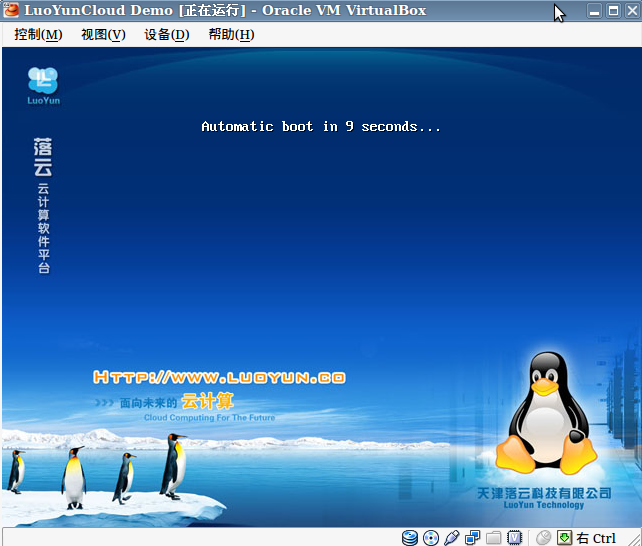 LuoYunCloud Demo [正在运行] - Oracle VM VirtualBox
控制(M) 视图(V) 设备(D) 帮助(H)
LuoYun
Automatic boot in 9 seconds...
落云
云计算软件平台
Http://www.luoyun.co
>>> 面向未来的 云计算
Cloud Computing For The Future
天津落云科技有限公司
LuoYun Technology
右 Ctrl